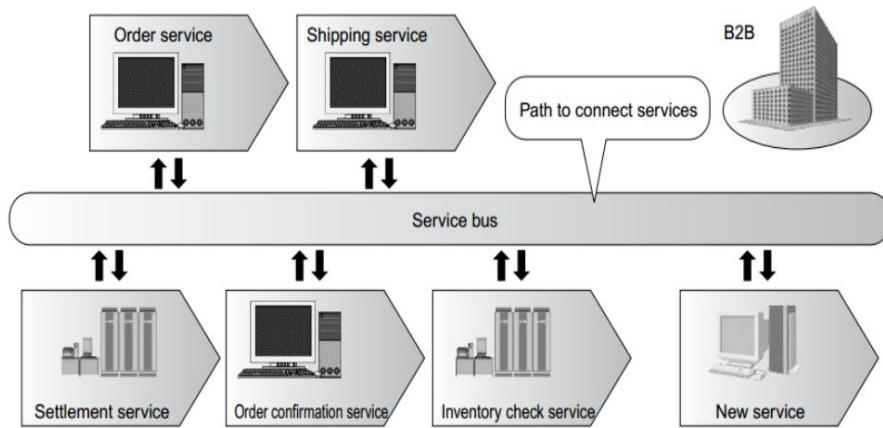 Order service
Shipping service
B2B
Path to connect services
Service bus
Settlement service
Order confirmation service
Inventory check service
New service